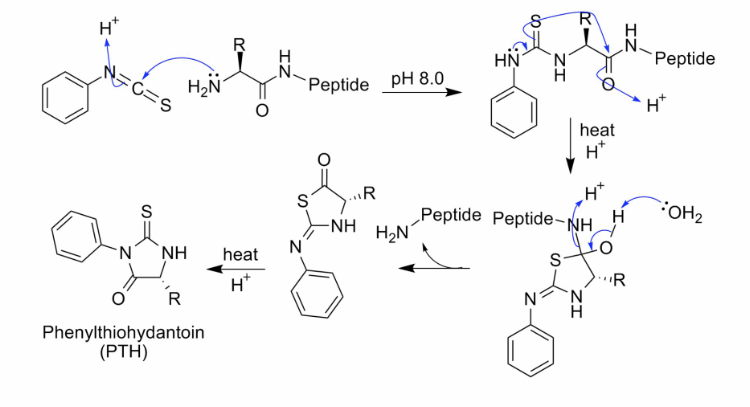 H+
N
C
S
H2N
R
O
H
N
Peptide
pH 8.0
S
R
HN
N
H
O
H
N
Peptide
H+
heat
H+
H+
Peptide
NH
H
:OH2
O
S
R
N
N
H
H2N
Peptide
O
S
R
NH
N
heat
H+
S
N
NH
O
R
Phenylthiohydantoin
(PTH)